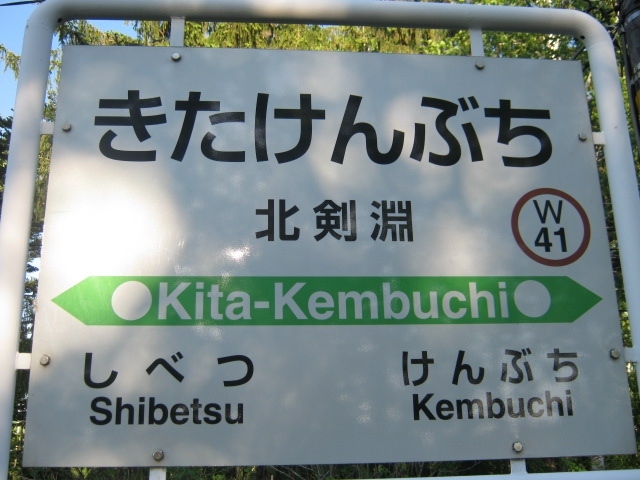 きたけんぶち
北剣淵
W
41
Kita-Kembuchi
しべつ けんぶち
Shibetsu Kembuchi